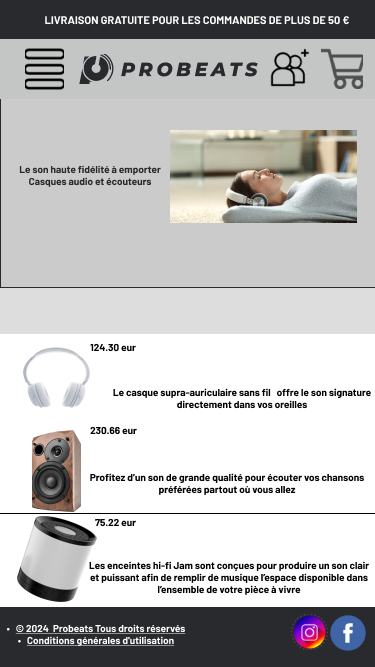 LIVRAISON GRATUITE POUR LES COMMANDES DE PLUS DE 50 €
PROBEATS
Le son haute fidélité à emporter
Casques audio et écouteurs
124.30 eur
Le casque supra-auriculaire sans fil offre le son signature
directement dans vos oreilles
230.66 eur
Profitez d'un son de grande qualité pour écouter vos chansons
préférées partout où vous allez
75.22 eur
Les enceintes hi-fi Jam sont conçues pour produire un son clair
et puissant afin de remplir de musique l'espace disponible dans
l'ensemble de votre pièce à vivre
• © 2024 Probeats Tous droits réservés
• Conditions générales d'utilisation